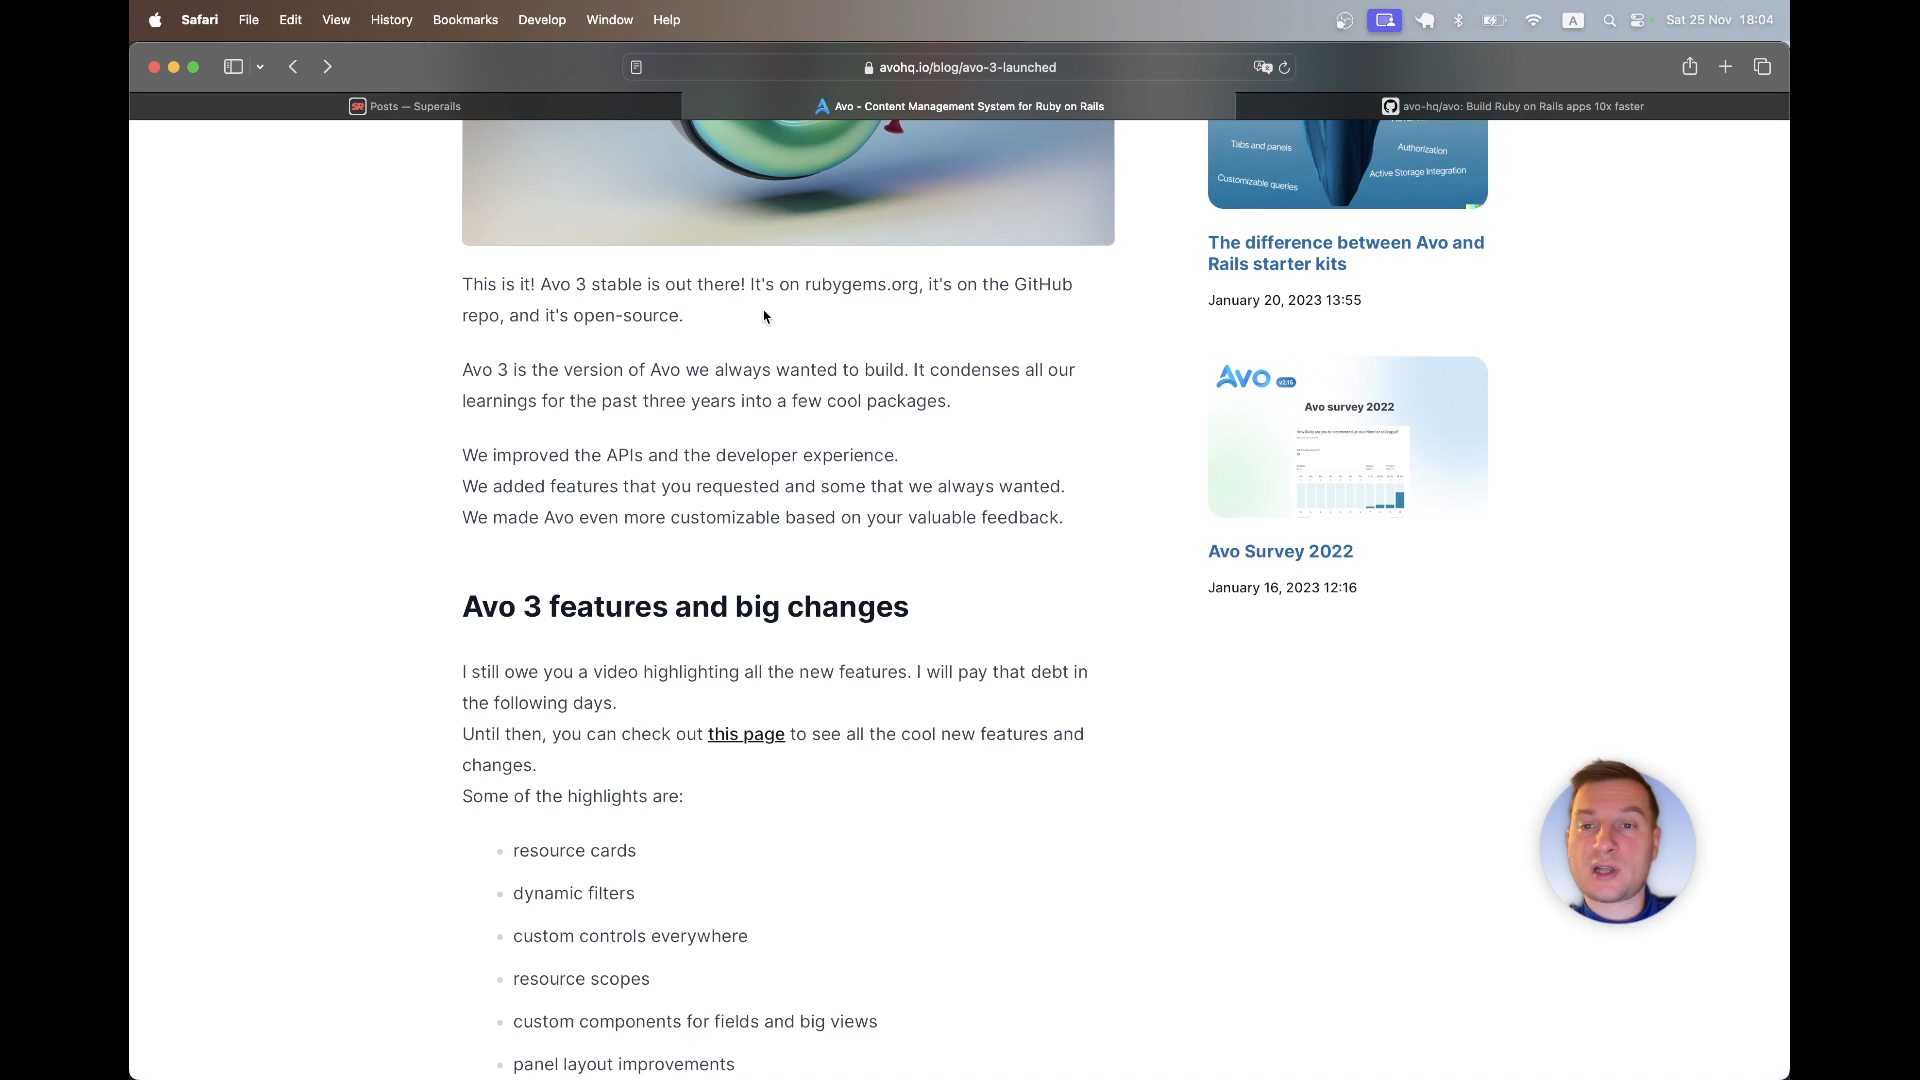 Safari File Edit View History Bookmarks Develop Window Help
A
Sat 25 Nov 18:04
avohq.io/blog/avo-3-launched
SR Posts — Superails
Avo - Content Management System for Ruby on Rails
avo-hq/avo: Build Ruby on Rails apps 10x faster
Tabs and panels
Authorization
Customizable queries
Active Storage Integration
This is it! Avo 3 stable is out there! It's on rubygems.org, it's on the GitHub
repo, and it's open-source.
Avo 3 is the version of Avo we always wanted to build. It condenses all our
learnings for the past three years into a few cool packages.
We improved the APIs and the developer experience.
We added features that you requested and some that we always wanted.
We made Avo even more customizable based on your valuable feedback.
Avo 3 features and big changes
I still owe you a video highlighting all the new features. I will pay that debt in
the following days.
Until then, you can check out this page to see all the cool new features and
changes.
Some of the highlights are:
resource cards
dynamic filters
custom controls everywhere
resource scopes
custom components for fields and big views
panel layout improvements
The difference between Avo and
Rails starter kits
January 20, 2023 13:55
Avo v2.15
Avo survey 2022
Avo Survey 2022
January 16, 2023 12:16